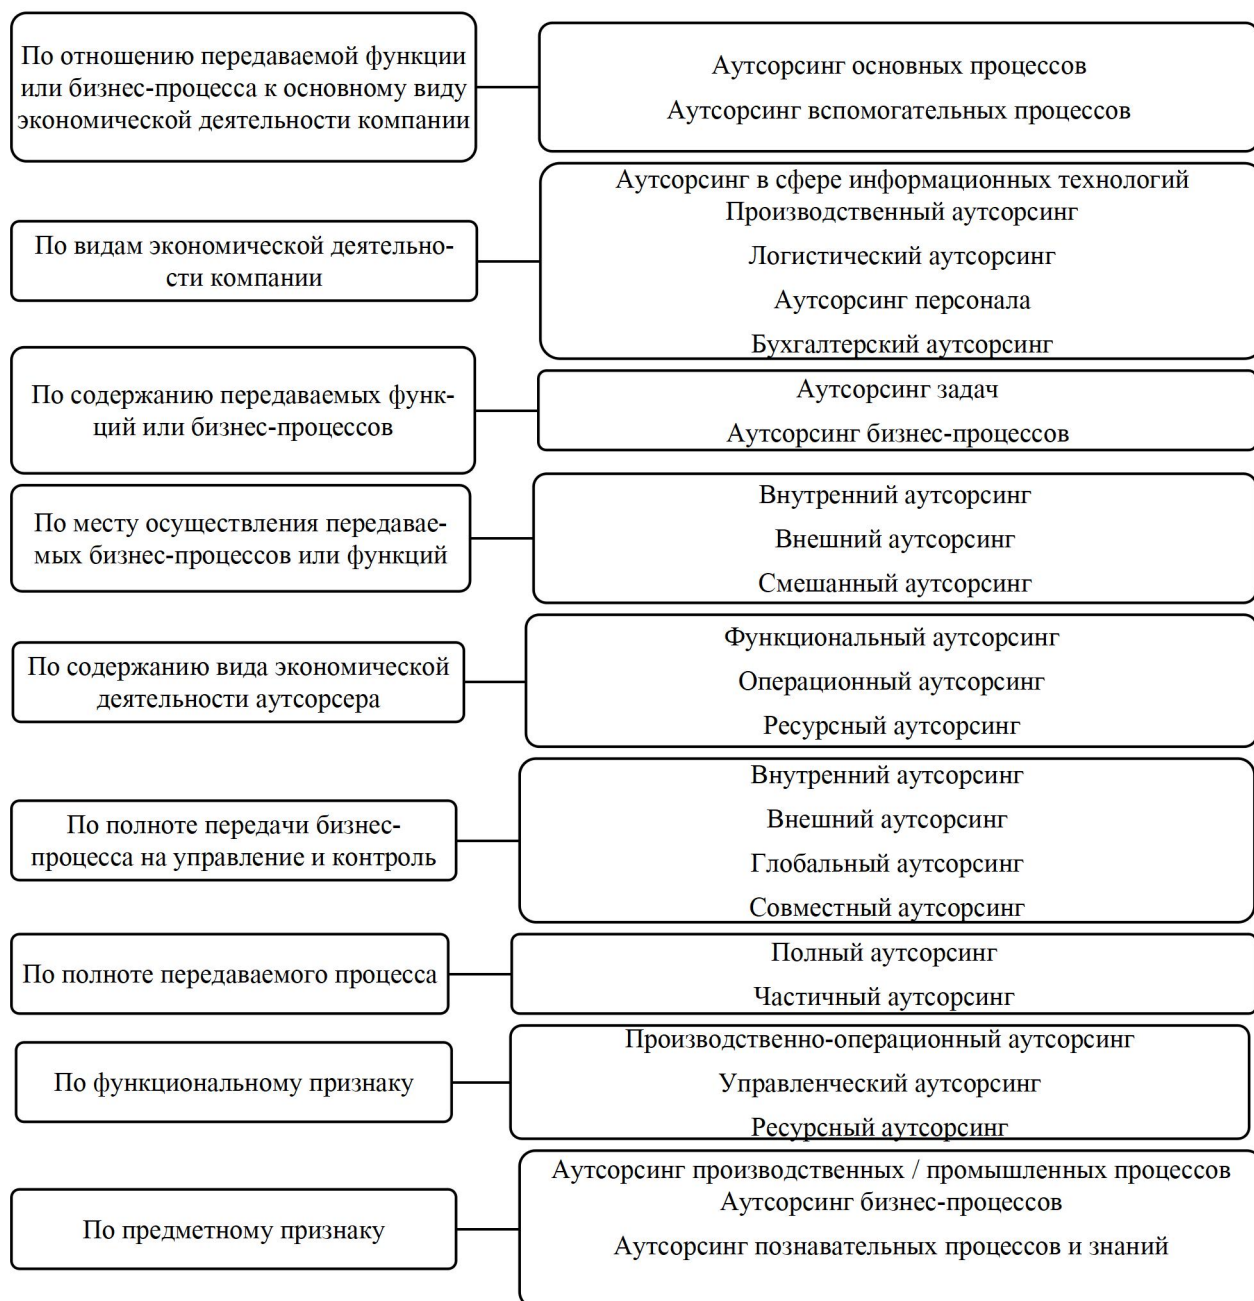 По отношению передаваемой функции
или бизнес-процесса к основному виду
экономической деятельности компании
Аутсорсинг основных процессов
Аутсорсинг вспомогательных процессов
По видам экономической деятельно-
сти компании
Аутсорсинг в сфере информационных технологий
Производственный аутсорсинг
Логистический аутсорсинг
Аутсорсинг персонала
Бухгалтерский аутсорсинг
По содержанию передаваемых функ-
ций или бизнес-процессов
Аутсорсинг задач
Аутсорсинг бизнес-процессов
По месту осуществления передавае-
мых бизнес-процессов или функций
Внутренний аутсорсинг
Внешний аутсорсинг
Смешанный аутсорсинг
По содержанию вида экономической
деятельности аутсорсера
Функциональный аутсорсинг
Операционный аутсорсинг
Ресурсный аутсорсинг
По полноте передачи бизнес-
процесса на управление и контроль
Внутренний аутсорсинг
Внешний аутсорсинг
Глобальный аутсорсинг
Совместный аутсорсинг
По полноте передаваемого процесса
Полный аутсорсинг
Частичный аутсорсинг
По функциональному признаку
Производственно-операционный аутсорсинг
Управленческий аутсорсинг
Ресурсный аутсорсинг
По предметному признаку
Аутсорсинг производственных / промышленных процессов
Аутсорсинг бизнес-процессов
Аутсорсинг познавательных процессов и знаний